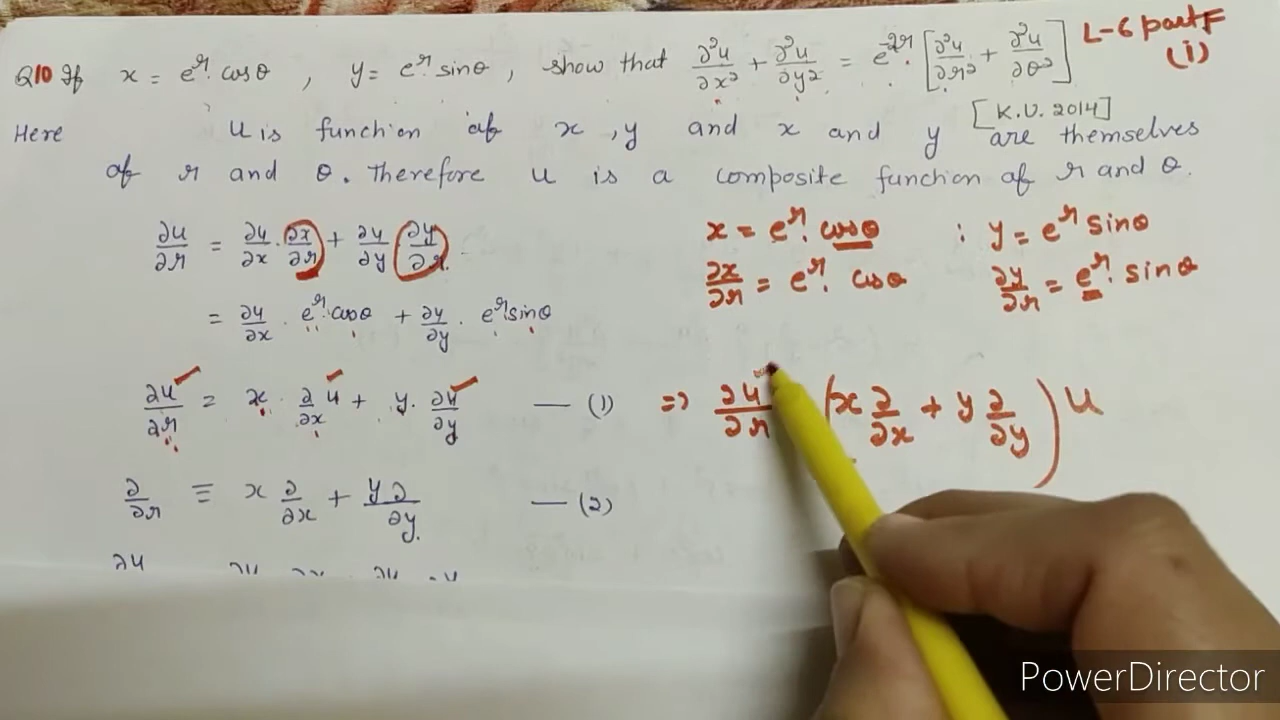 Q10 If x = e^r. cosθ , y = e^r sinθ , show that ∂²u/∂x² + ∂²u/∂y² = e^-2r. [∂²u/∂r² + ∂²u/∂θ²] L-6 part F
(i)
[K.U. 2014]
Here u is function of x , y and x and y are themselves
of r and θ. Therefore u is a composite function of r and θ.
∂u/∂r = ∂u/∂x . ∂x/∂r + ∂u/∂y . ∂y/∂r. x = e^r. cosθ : y = e^r sinθ
∂x/∂r = e^r. cosθ ∂y/∂r = e^r. sinθ
= ∂u/∂x . e^r. cosθ + ∂u/∂y . e^r sinθ
∂u/∂r = x. ∂/∂x u + y. ∂u/∂y — (1) ⇒ ∂u/∂r (x ∂/∂x + y ∂/∂y) u
∂/∂r ≡ x ∂/∂x + y∂/∂y. — (2)
PowerDirector